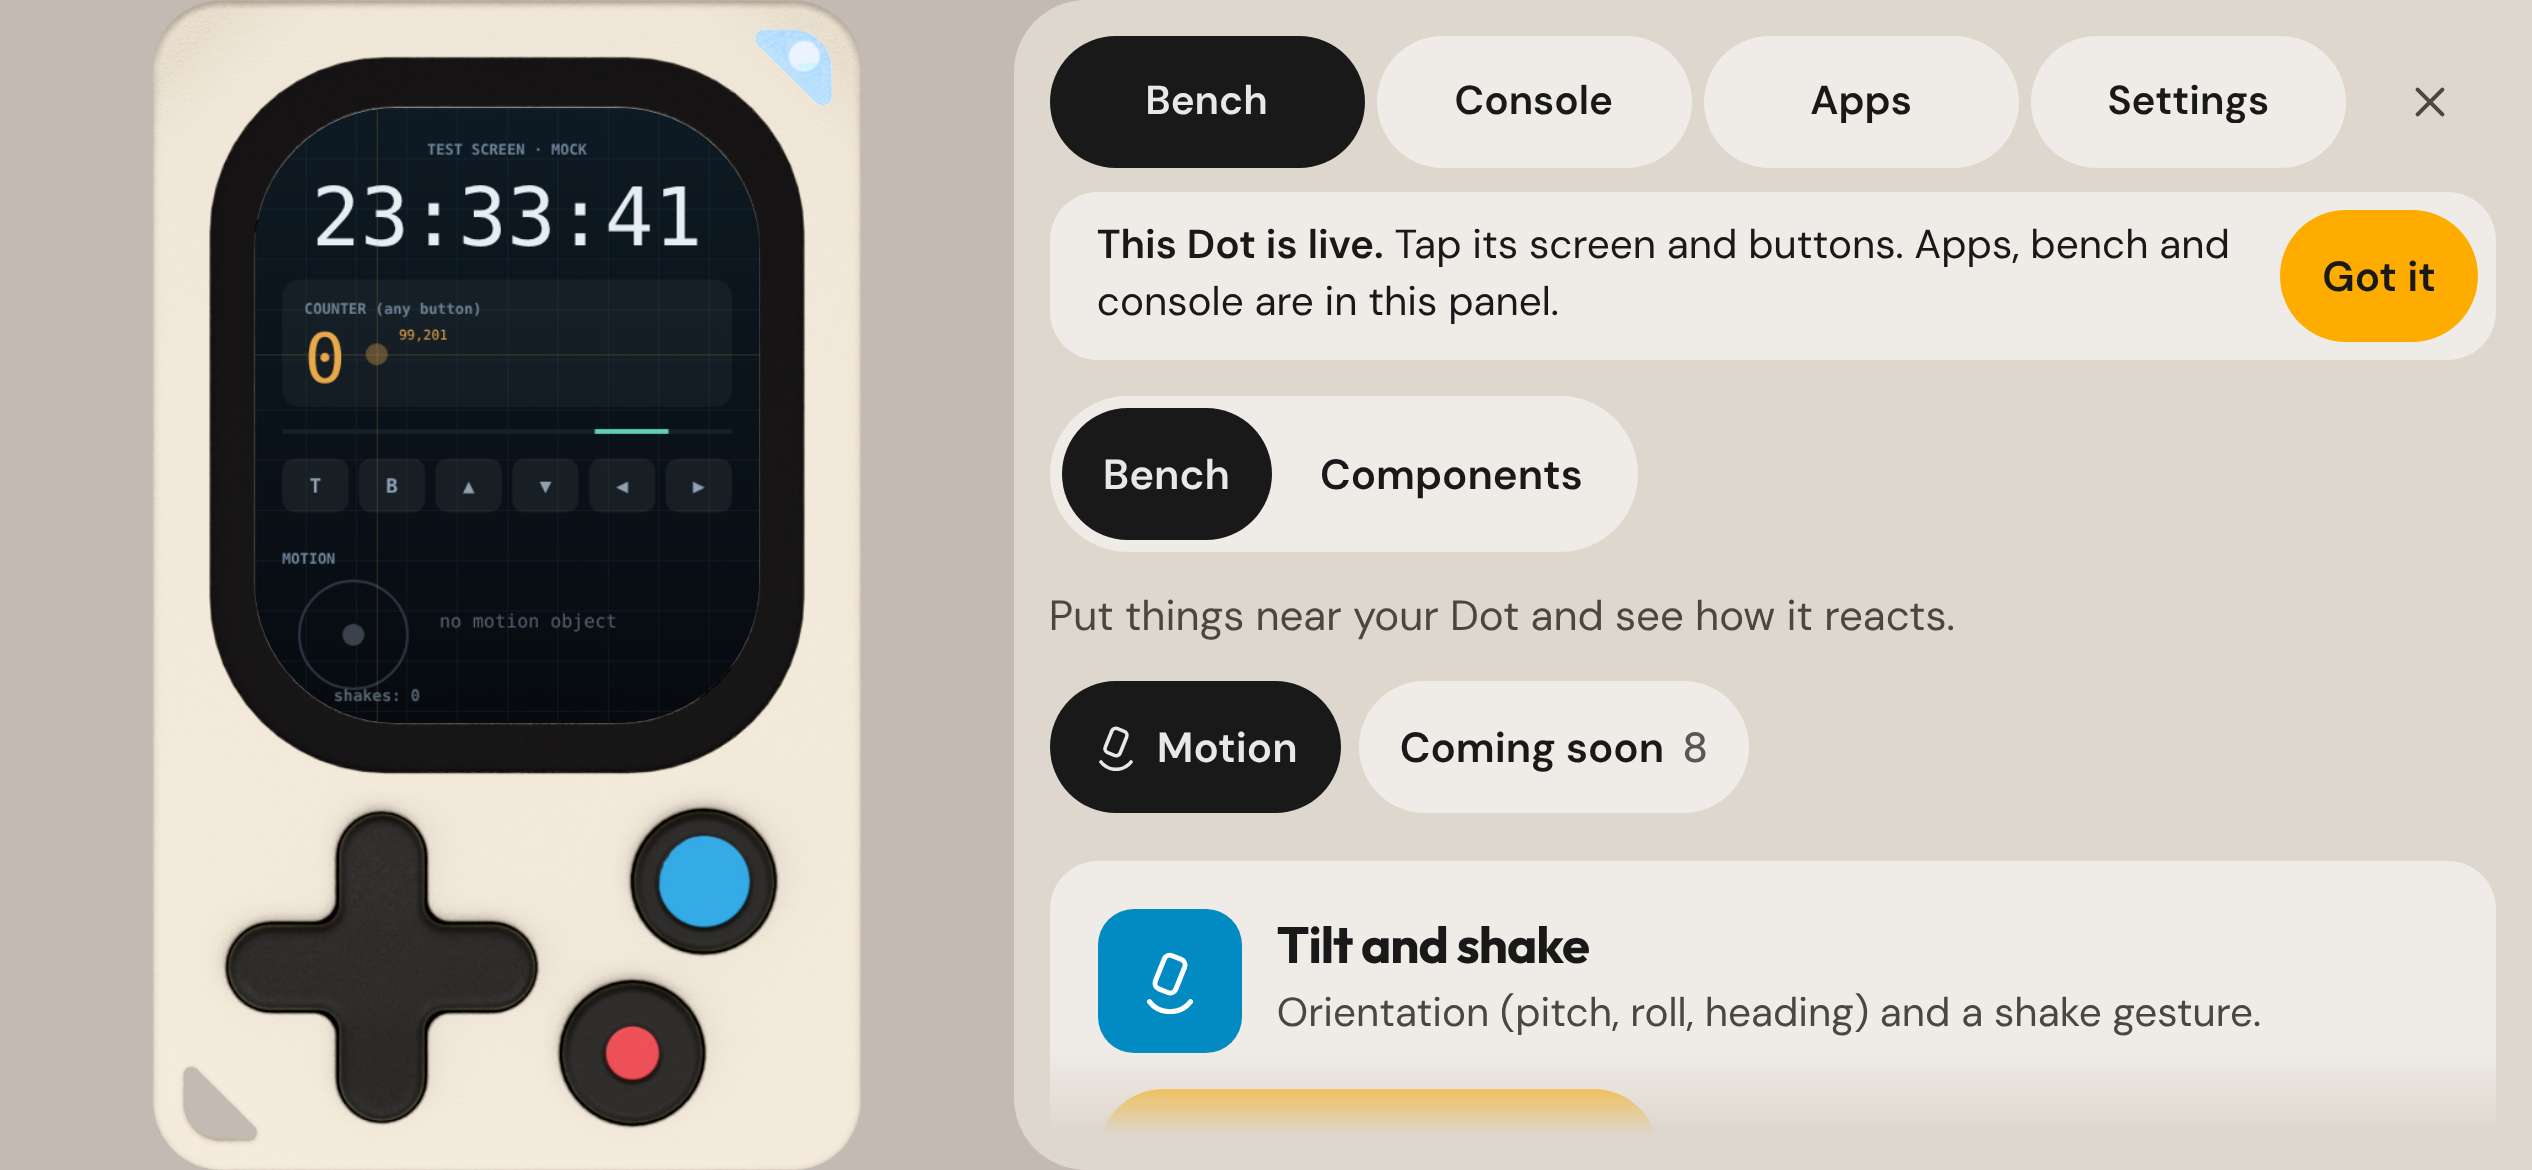 TEST SCREEN · MOCK
23:33:41
COUNTER (any button)
99,201
0
T B ▲ ▼ ◀ ▶
MOTION
no motion object
shakes: 0
Bench Console Apps Settings
This Dot is live. Tap its screen and buttons. Apps, bench and
console are in this panel.
Got it
Bench Components
Put things near your Dot and see how it reacts.
Motion Coming soon 8
Tilt and shake
Orientation (pitch, roll, heading) and a shake gesture.